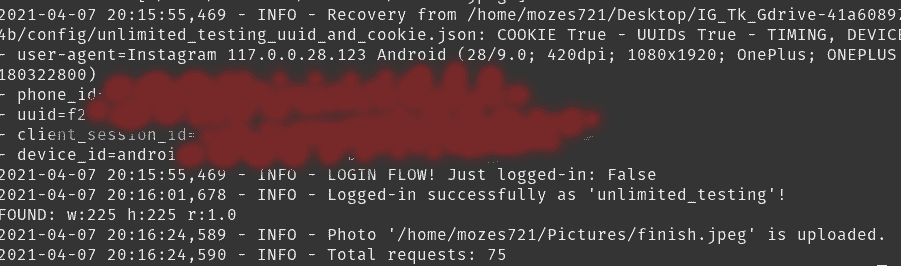 2021-04-07 20:15:55,469 - INFO - Recovery from /home/mozes721/Desktop/IG_Tk_Gdrive-41a60897
4b/config/unlimited_testing_uuid_and_cookie.json: COOKIE True - UUIDs True - TIMING, DEVICE
- user-agent=Instagram 117.0.0.28.123 Android (28/9.0; 420dpi; 1080x1920; OnePlus; ONEPLUS
180322800)
- phone_id=
- uuid=f2
- client_session_id=
- device_id=androi
2021-04-07 20:15:55,469 - INFO - LOGIN FLOW! Just logged-in: False
2021-04-07 20:16:01,678 - INFO - Logged-in successfully as 'unlimited_testing'!
FOUND: w:225 h:225 r:1.0
2021-04-07 20:16:24,589 - INFO - Photo '/home/mozes721/Pictures/finish.jpeg' is uploaded.
2021-04-07 20:16:24,590 - INFO - Total requests: 75